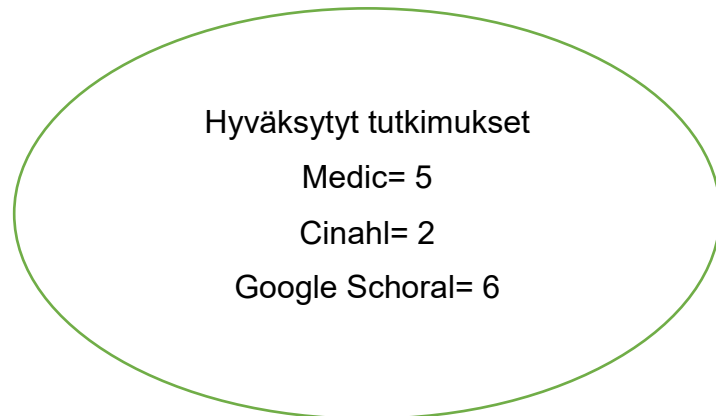 Hyväksytyt tutkimukset
Medic= 5
Cinahl= 2
Google Schoral= 6